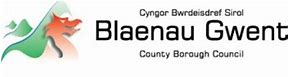 Cyngor Bwrdeisdref Sirol
Blaenau Gwent
County Borough Council